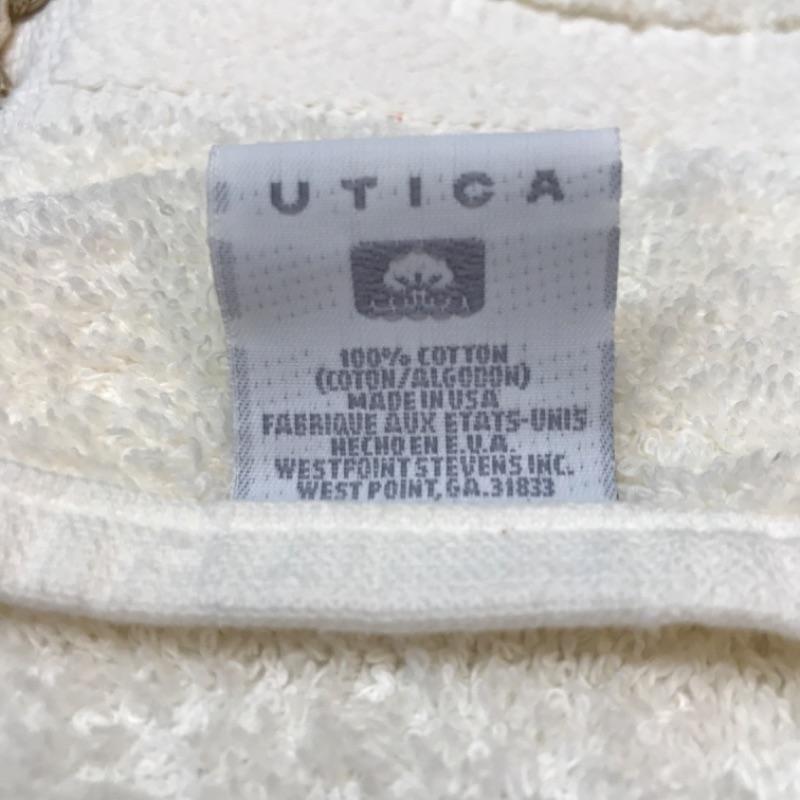 UTICA
cotton
100% COTTON
(COTON/ALGODON)
MADE IN USA
FABRIQUE AUX ETATS-UNIS
HECHO EN E.U.A.
WESTPOINT STEVENS INC.
WEST POINT, GA. 31833